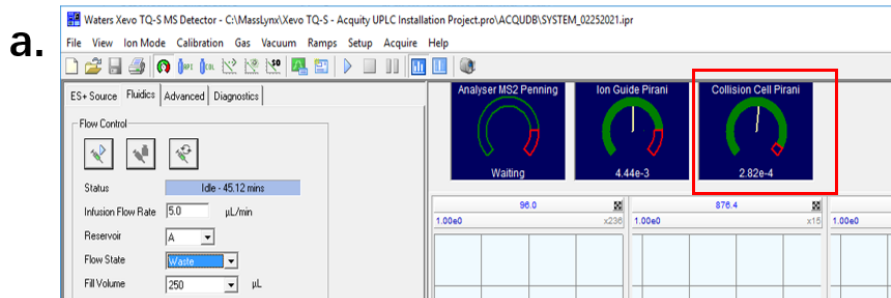 a.
Waters Xevo TQ-S MS Detector - C:\MassLynx\Xevo TQ-S - Acquity UPLC Installation Project.pro\ACQUDB\SYSTEM_02252021.ipr
File View Ion Mode Calibration Gas Vacuum Ramps Setup Acquire Help
ES+ Source Fluidics Advanced Diagnostics
Analyser MS2 Penning Ion Guide Pirani Collision Cell Pirani
Flow Control
Waiting 4.44e-3 2.82e-4
Status Idle - 45.12 mins
Infusion Flow Rate 5.0 µL/min
96.0 876.4
Reservoir A
1.00e0 x236 1.00e0 x15 1.00e0
Flow State Waste
Fill Volume 250 µL